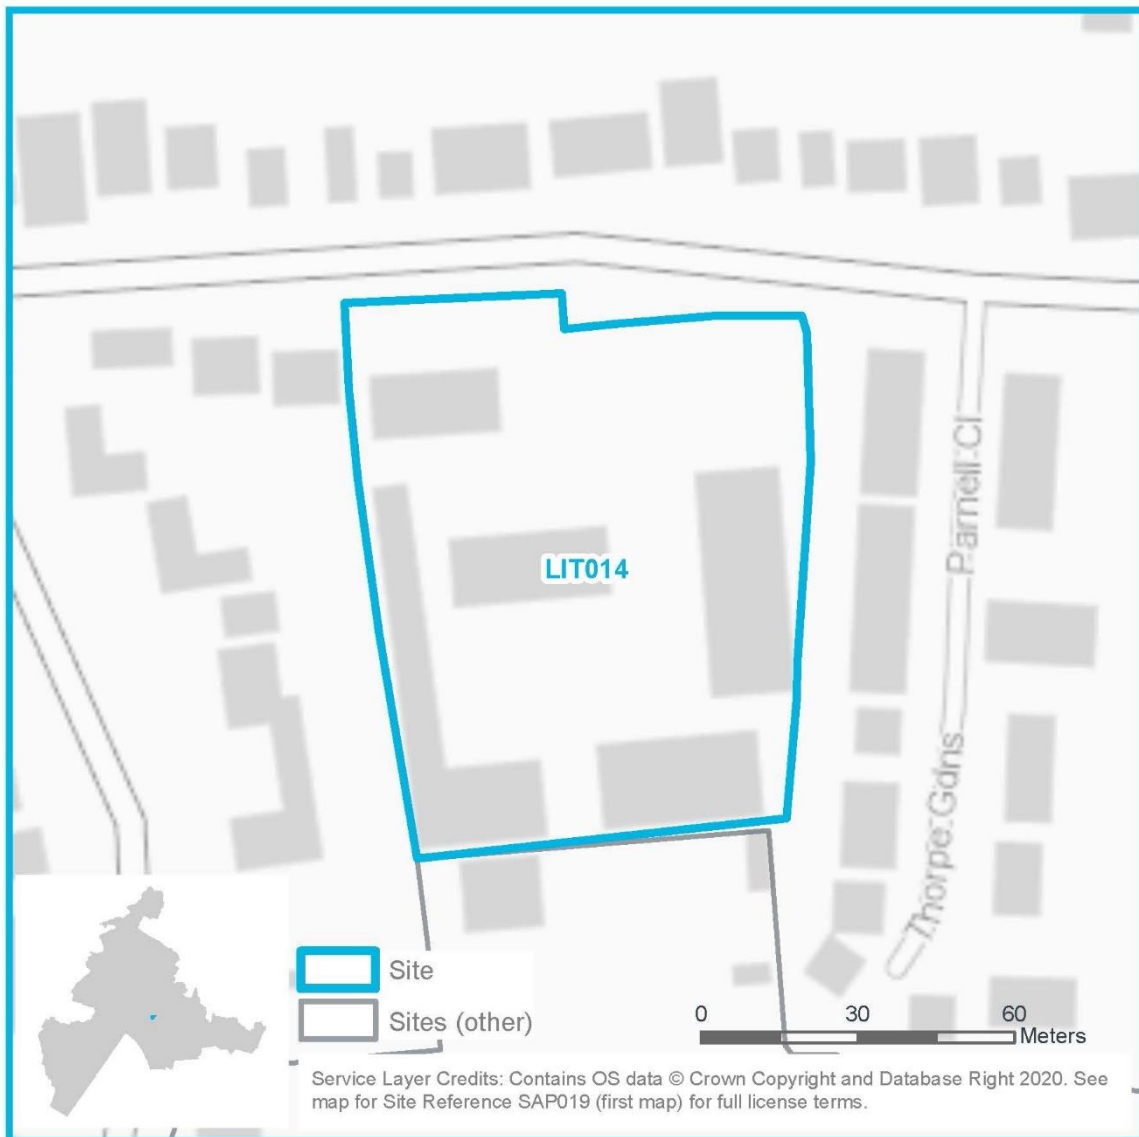 LIT014
Parnell Cl
Thorpe Gdns
Site
Sites (other)
0 30 60
Meters
Service Layer Credits: Contains OS data © Crown Copyright and Database Right 2020. See
map for Site Reference SAP019 (first map) for full license terms.